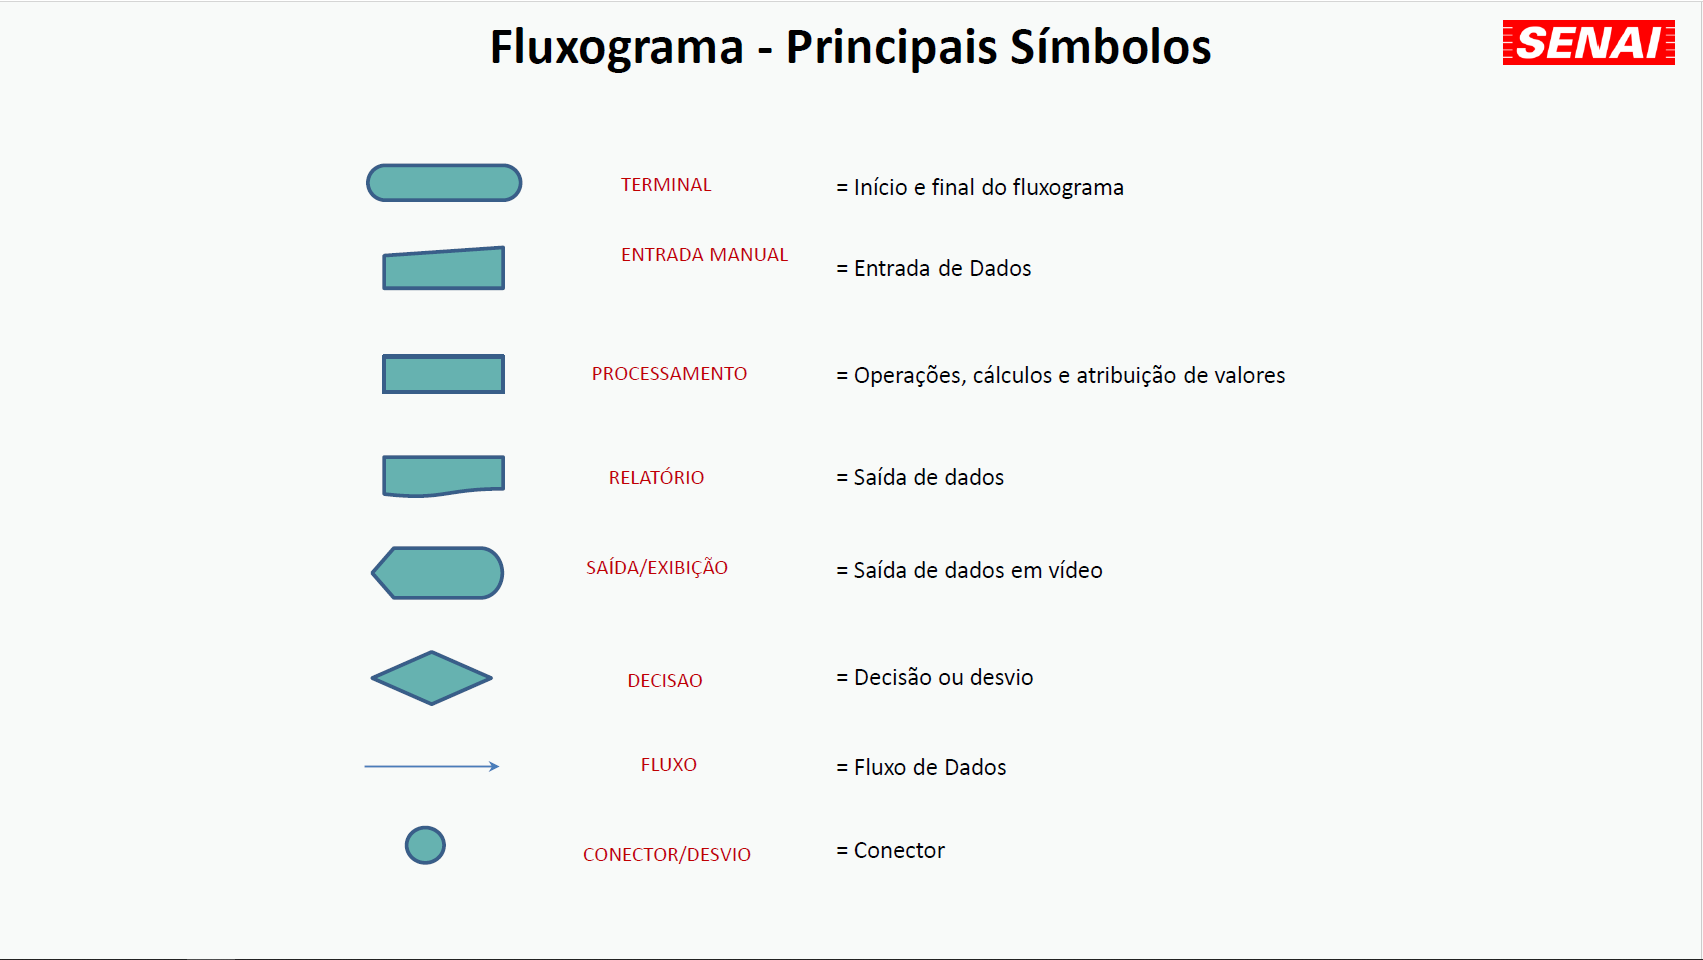 Fluxograma - Principais Símbolos
SENAI
TERMINAL = Início e final do fluxograma
ENTRADA MANUAL = Entrada de Dados
PROCESSAMENTO = Operações, cálculos e atribuição de valores
RELATÓRIO = Saída de dados
SAÍDA/EXIBIÇÃO = Saída de dados em vídeo
DECISAO = Decisão ou desvio
FLUXO = Fluxo de Dados
CONECTOR/DESVIO = Conector